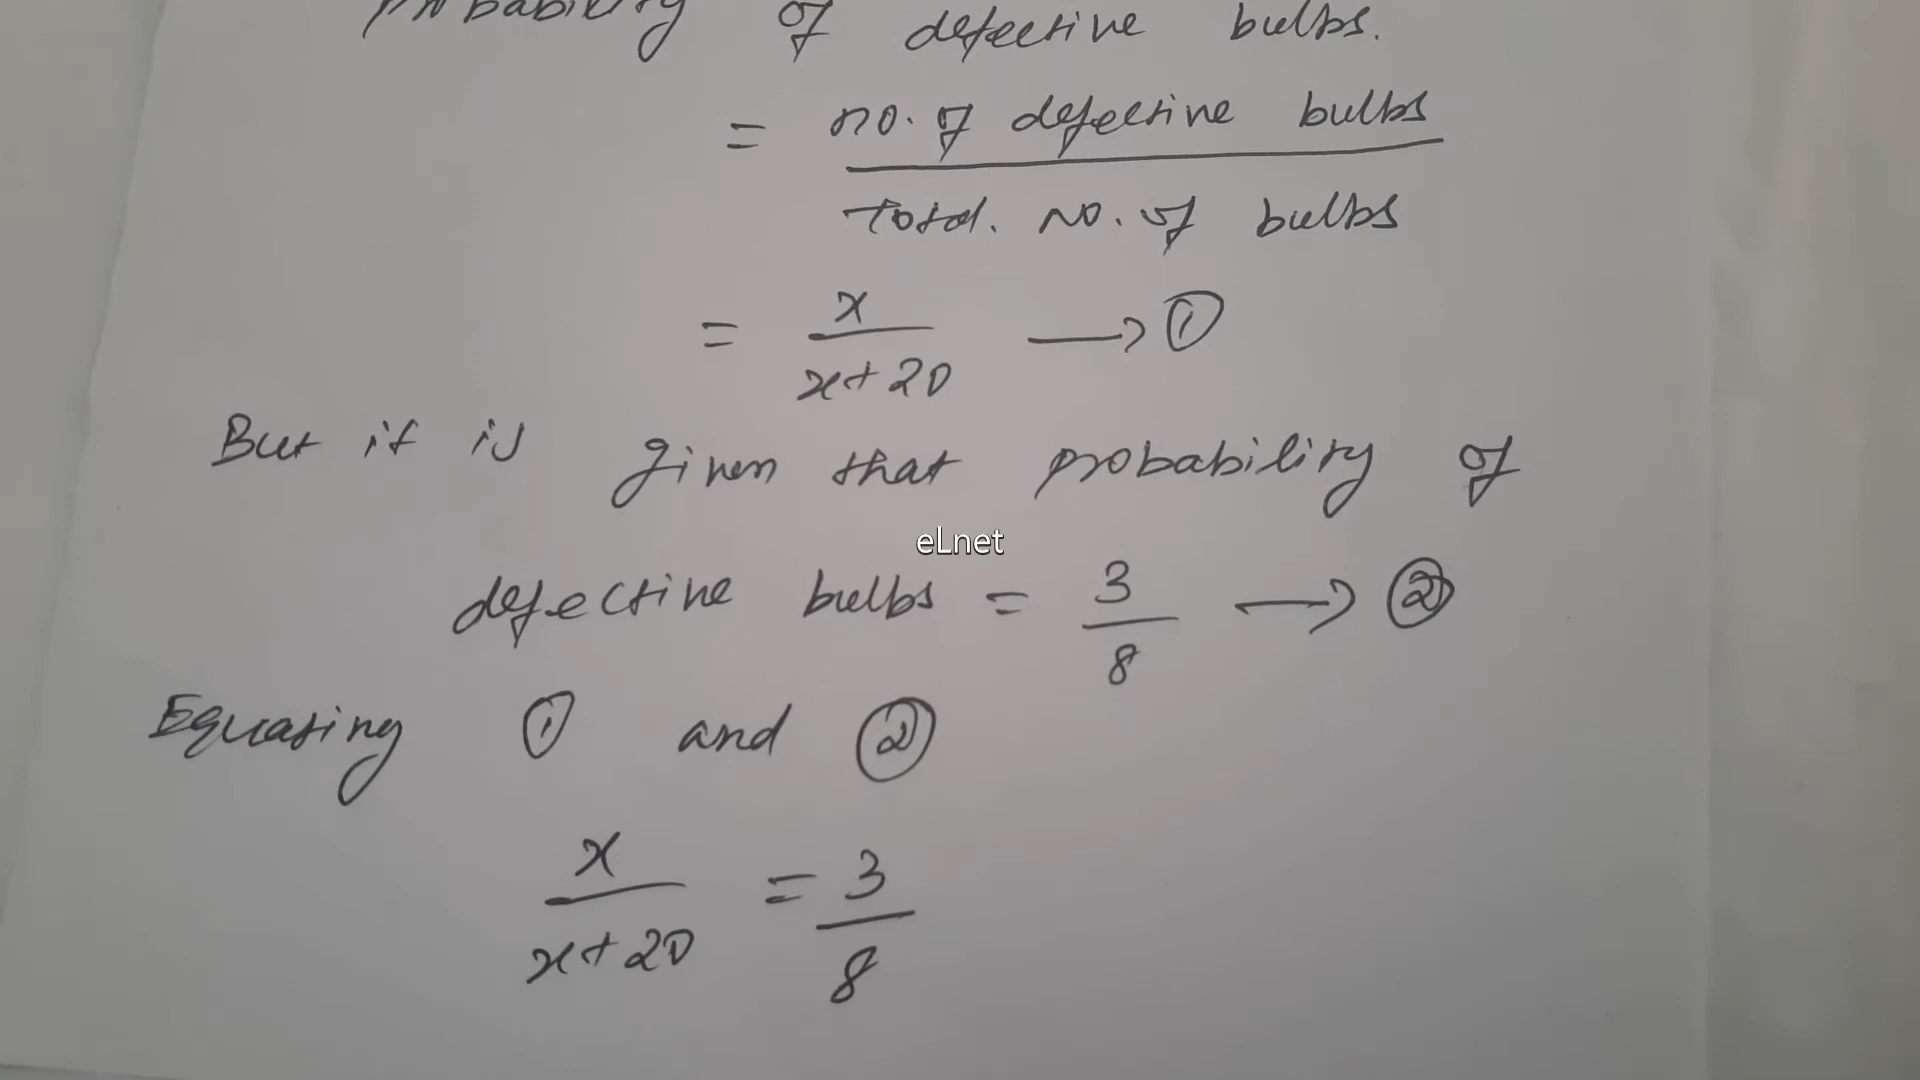 probability of defective bulbs.
= no. of defective bulbs
Total. No. of bulbs
= x
x+20 → ①
But it is given that probability of
eLnet
defective bulbs = 3
8 → ②
Equating ① and ②
x = 3
x+20 8